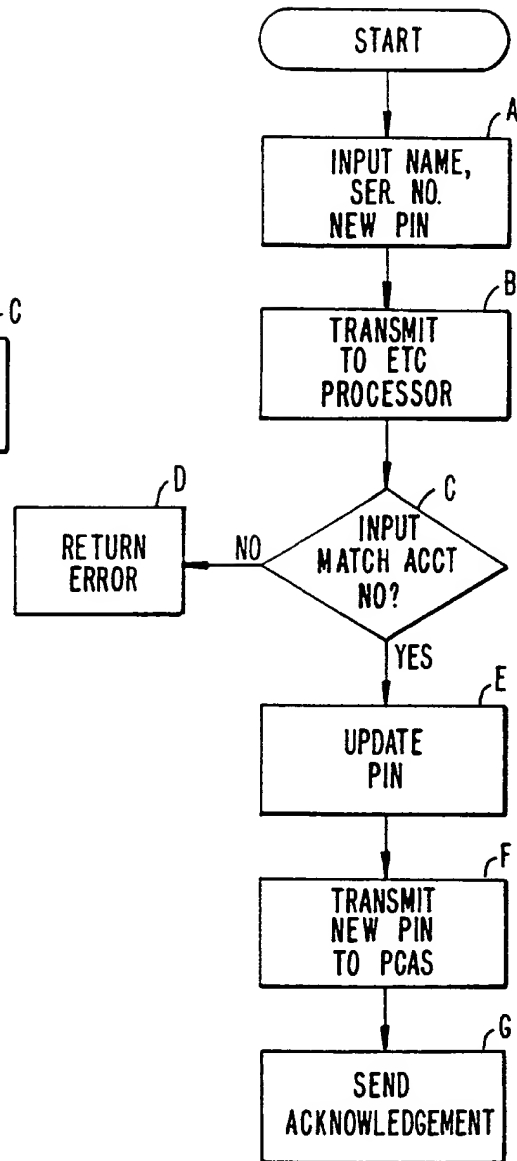 START
A
INPUT NAME,
SER. NO.
NEW PIN
B
TRANSMIT
TO ETC
PROCESSOR
C
C
INPUT
MATCH ACCT
NO?
NO
D
RETURN
ERROR
YES
E
UPDATE
PIN
F
TRANSMIT
NEW PIN
TO PCAS
G
SEND
ACKNOWLEDGEMENT